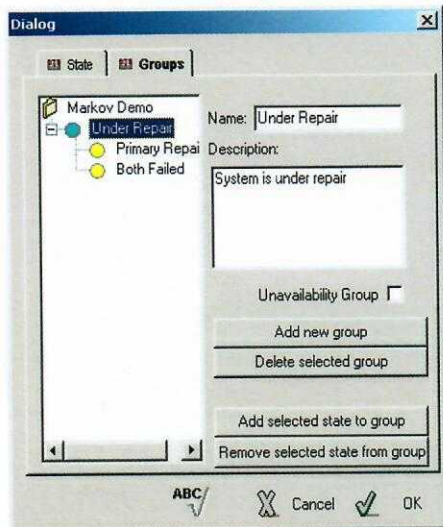 Dialog
State
Groups
Markov Demo
Under Repair
Primary Repai
Both Failed
Name: Under Repair
Description:
System is under repair
Unavailability Group
Add new group
Delete selected group
Add selected state to group
Remove selected state from group
ABC Cancel OK